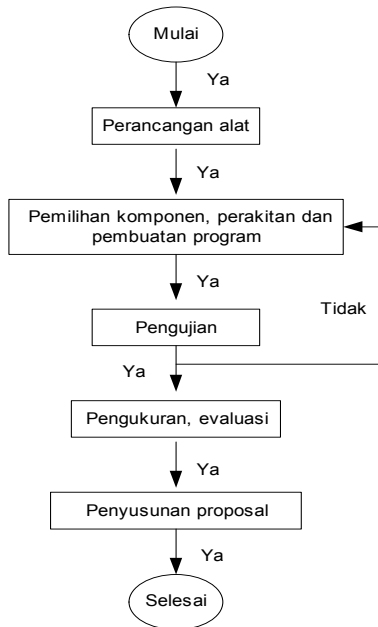 Mulai
Ya
Perancangan alat
Ya
Pemilihan komponen, perakitan dan
pembuatan program
Ya
Tidak
Pengujian
Ya
Pengukuran, evaluasi
Ya
Penyusunan proposal
Ya
Selesai